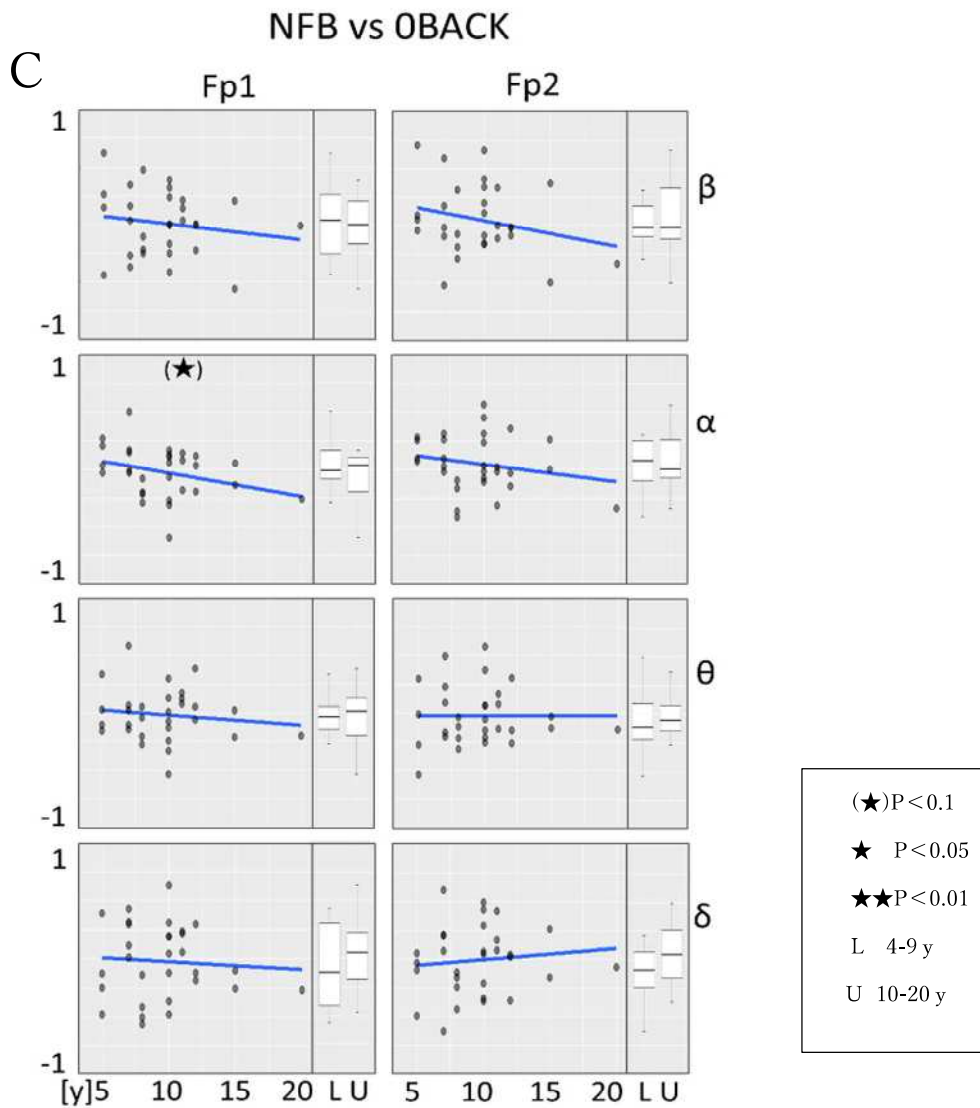 NFB vs 0BACK
C
Fp1 Fp2
1
β
-1
1
(★)
α
-1
1
θ
-1
1
δ
-1
[y] 5 10 15 20 L U 5 10 15 20 L U
(★)P<0.1
★ P<0.05
★★P<0.01
L 4-9 y
U 10-20 y